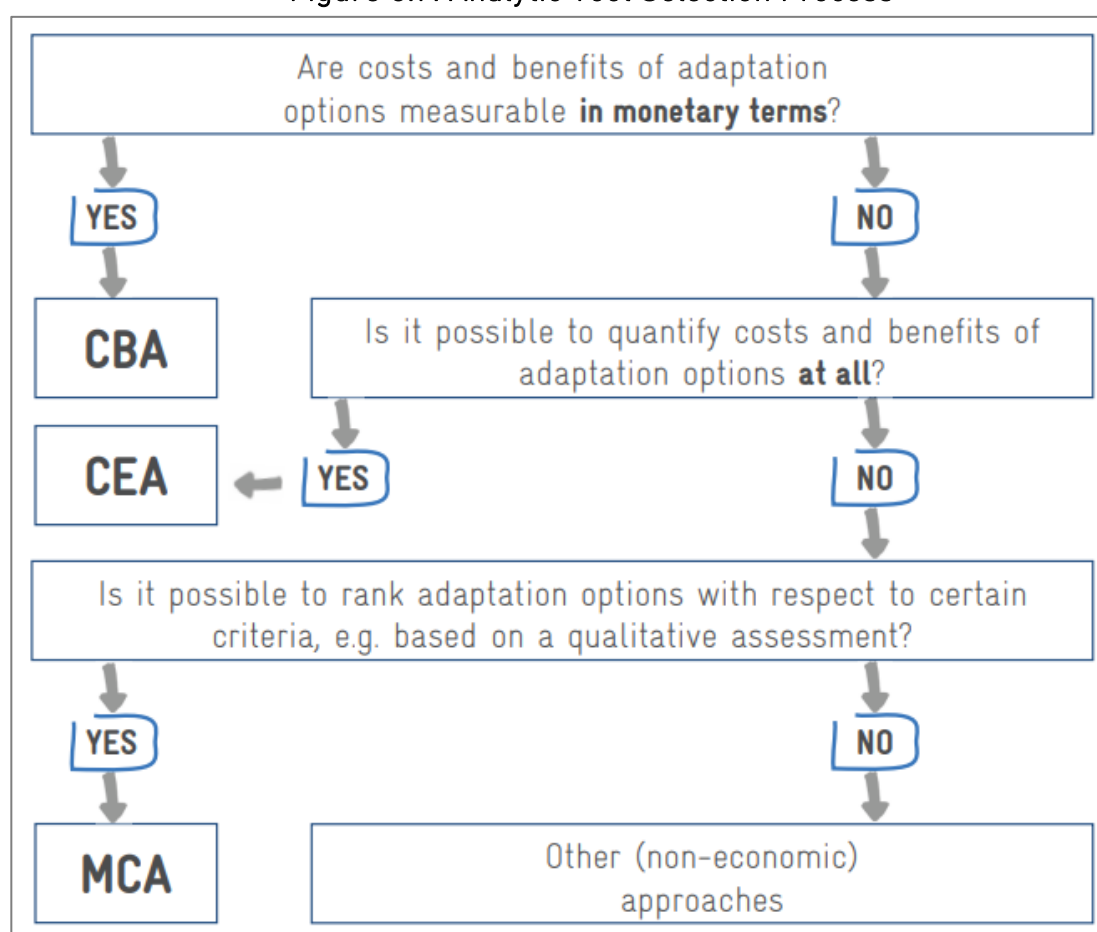 Are costs and benefits of adaptation
options measurable in monetary terms?
YES
NO
CBA
Is it possible to quantify costs and benefits of
adaptation options at all?
CEA
YES
NO
Is it possible to rank adaptation options with respect to certain
criteria, e.g. based on a qualitative assessment?
YES
NO
MCA
Other (non-economic)
approaches